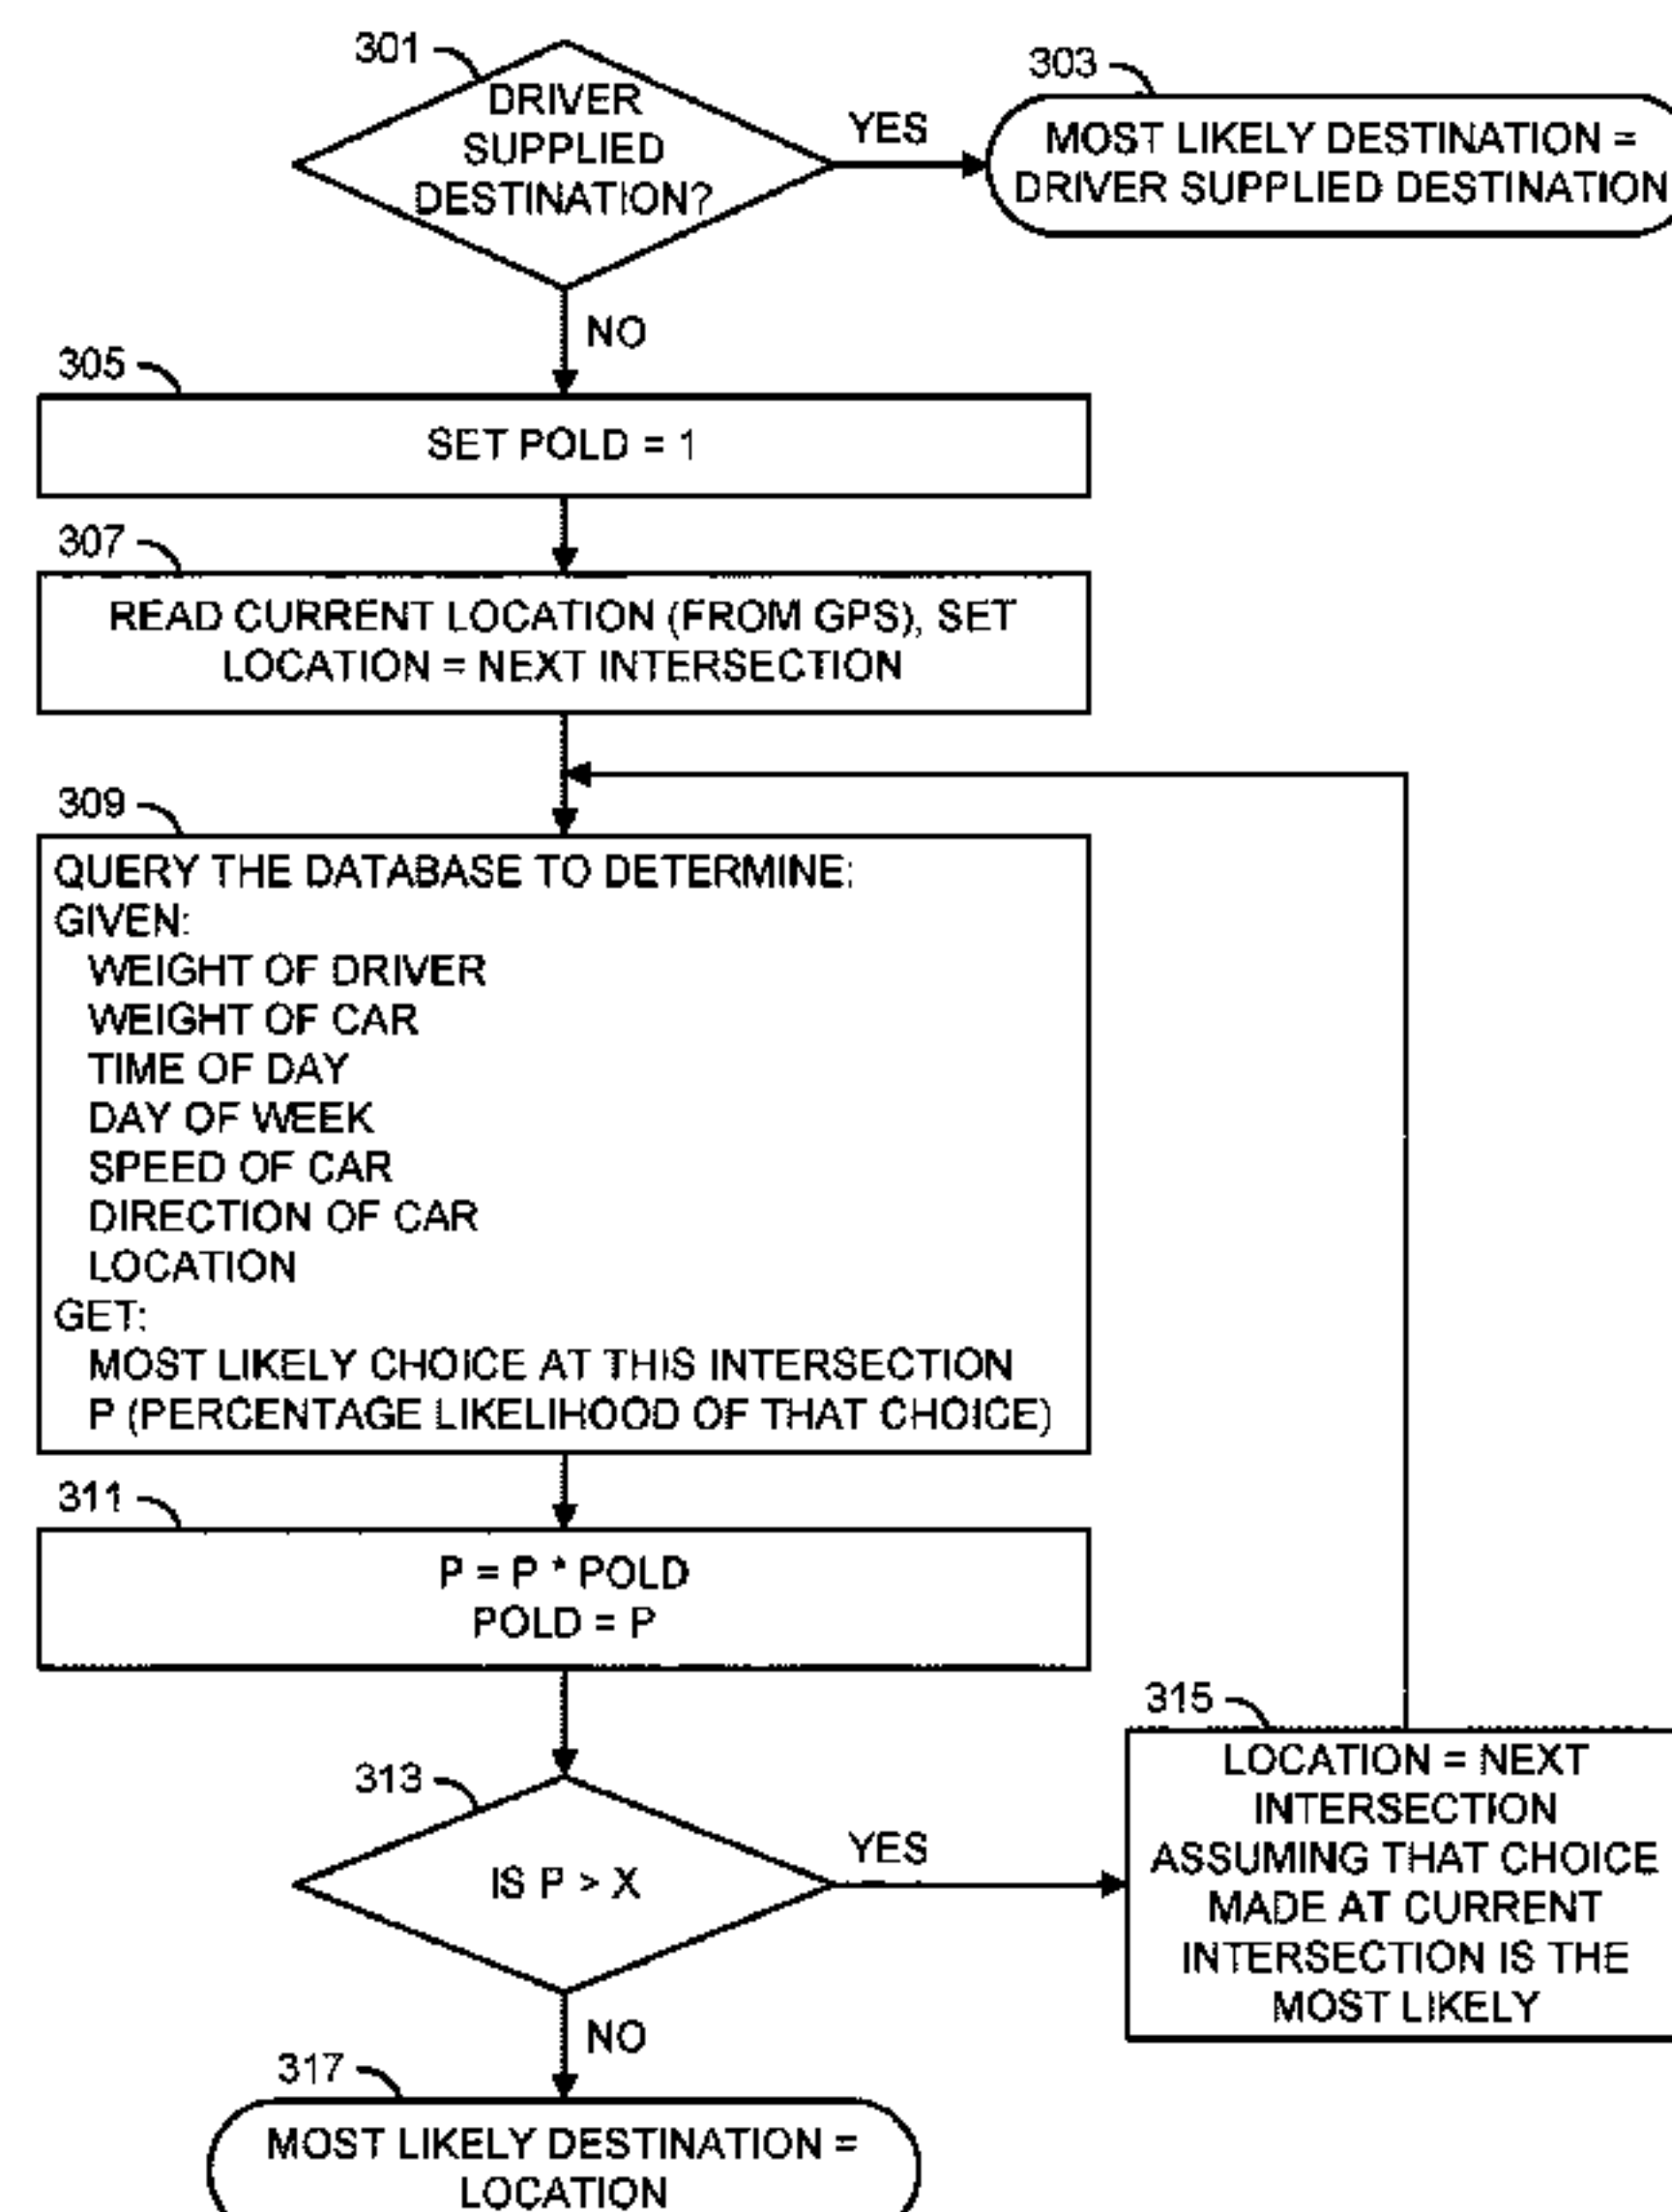 301
DRIVER
SUPPLIED
DESTINATION?
YES
303
MOST LIKELY DESTINATION =
DRIVER SUPPLIED DESTINATION
NO
305
SET POLD = 1
307
READ CURRENT LOCATION (FROM GPS), SET
LOCATION = NEXT INTERSECTION
309
QUERY THE DATABASE TO DETERMINE:
GIVEN:
WEIGHT OF DRIVER
WEIGHT OF CAR
TIME OF DAY
DAY OF WEEK
SPEED OF CAR
DIRECTION OF CAR
LOCATION
GET:
MOST LIKELY CHOICE AT THIS INTERSECTION
P (PERCENTAGE LIKELIHOOD OF THAT CHOICE)
311
P = P * POLD
POLD = P
313
IS P > X
YES
315
LOCATION = NEXT
INTERSECTION
ASSUMING THAT CHOICE
MADE AT CURRENT
INTERSECTION IS THE
MOST LIKELY
NO
317
MOST LIKELY DESTINATION =
LOCATION